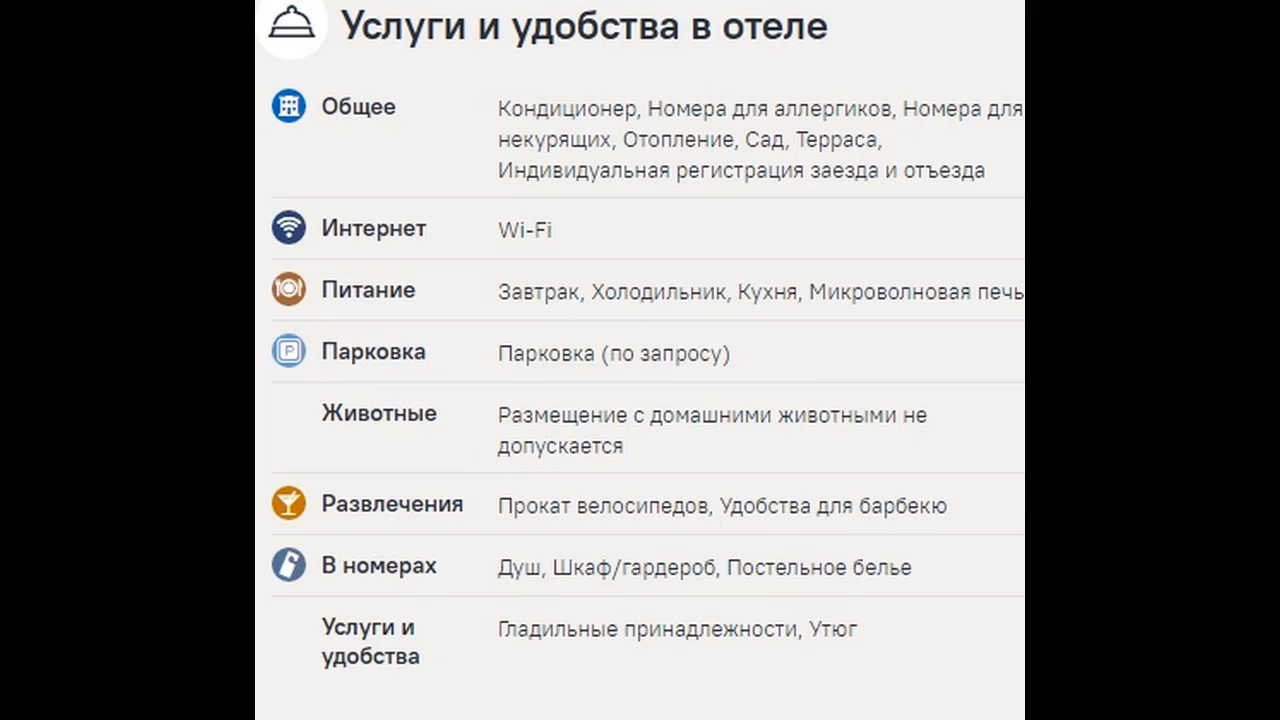 Услуги и удобства в отеле
Общее
Кондиционер, Номера для аллергиков, Номера для
некурящих, Отопление, Сад, Терраса,
Индивидуальная регистрация заезда и отъезда
Интернет
Wi-Fi
Питание
Завтрак, Холодильник, Кухня, Микроволновая печь
P
Парковка
Парковка (по запросу)
Животные
Размещение с домашними животными не
допускается
Развлечения
Прокат велосипедов, Удобства для барбекю
В номерах
Душ, Шкаф/гардероб, Постельное белье
Услуги и
удобства
Гладильные принадлежности, Утюг